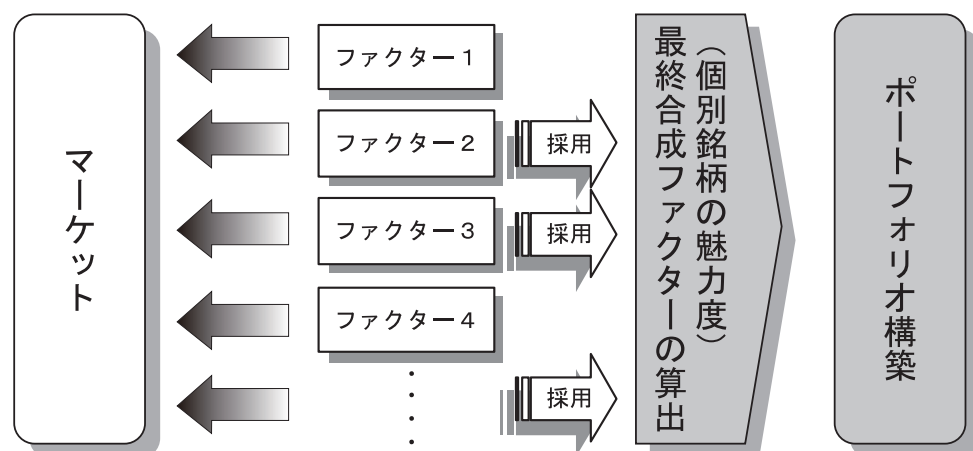 マーケット
ファクター1
ファクター2
採用
ファクター3
採用
ファクター4
採用
最終合成ファクターの算出
（個別銘柄の魅力度）
ポートフォリオ構築